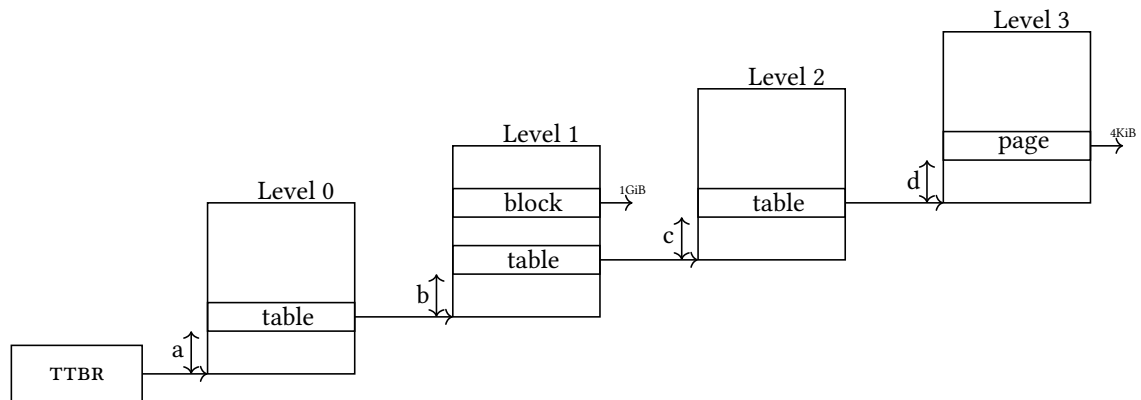 Level 3
page
4KiB
d
Level 2
table
c
Level 1
block
1GiB
table
b
Level 0
table
a
TTBR